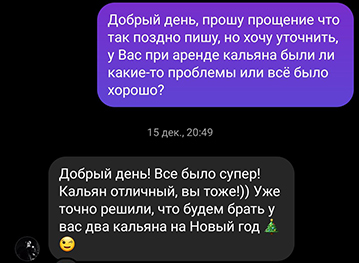 Добрый день, прошу прощение что
так поздно пишу, но хочу уточнить,
у Вас при аренде кальяна были ли
какие-то проблемы или всё было
хорошо?
15 дек., 20:49
Добрый день! Все было супер!
Кальян отличный, вы тоже!)) Уже
точно решили, что будем брать у
вас два кальяна на Новый год 🎄
😉